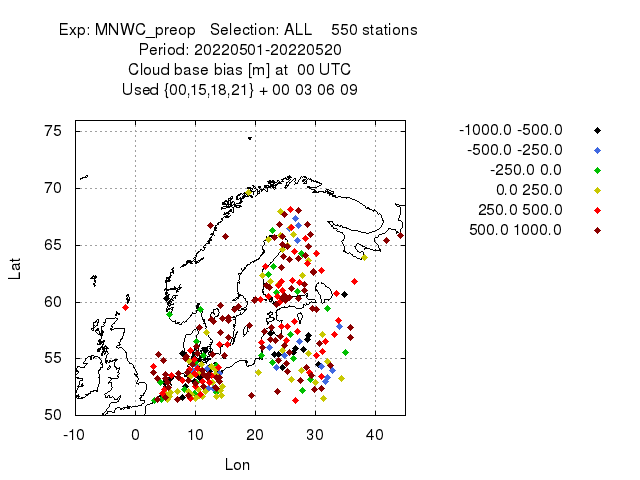 Exp: MNWC_preop   Selection: ALL    550 stations
Period: 20220501-20220520
Cloud base bias [m] at  00 UTC
Used {00,15,18,21} + 00 03 06 09
-1000.0 -500.0
-500.0 -250.0
-250.0 0.0
0.0 250.0
250.0 500.0
500.0 1000.0
75
70
65
60
55
50
Lat
-10 0 10 20 30 40
Lon